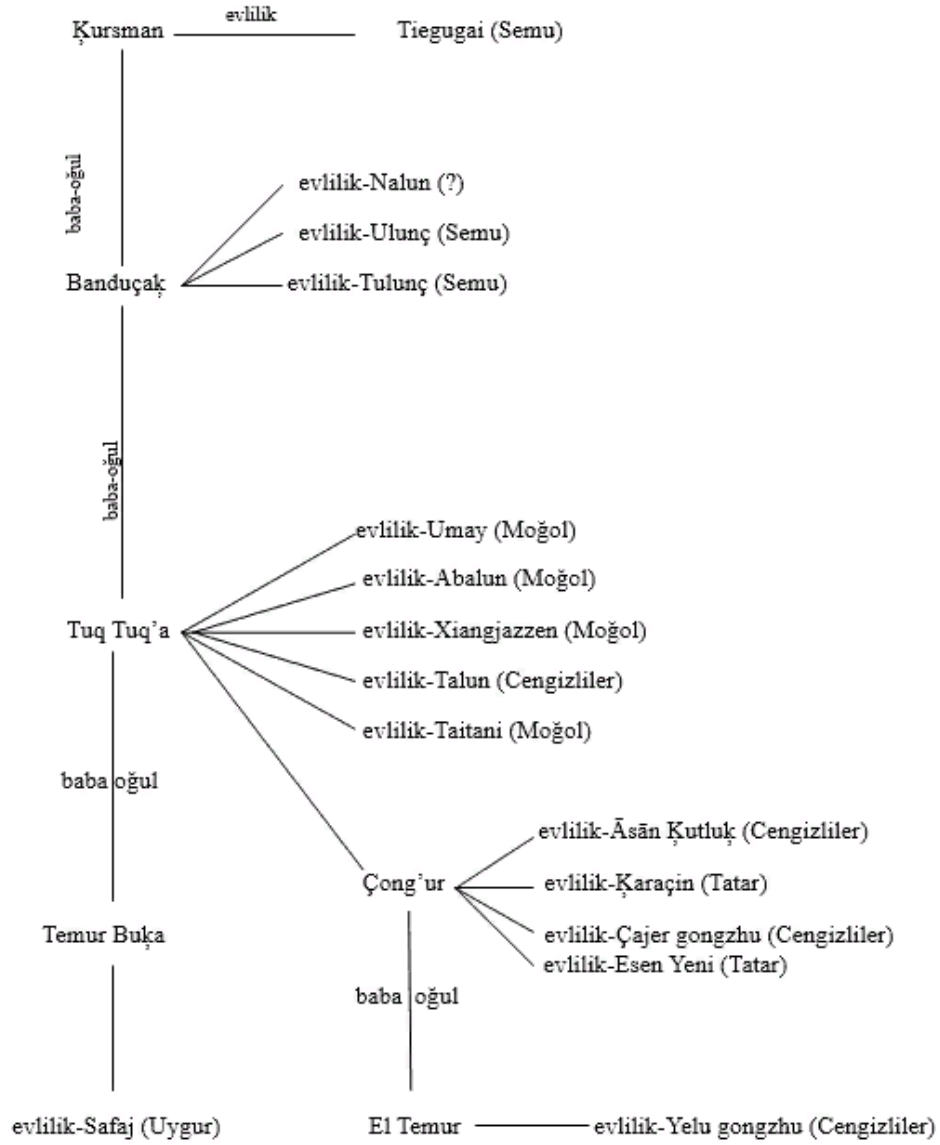 evlilik
Ķursman
Tiegugai (Semu)
baba-oğul
evlilik-Nalun (?)
evlilik-Ulunç (Semu)
Banduçaķ
evlilik-Tulunç (Semu)
baba-oğul
evlilik-Umay (Moğol)
evlilik-Abalun (Moğol)
Tuq Tuq’a
evlilik-Xiangjazzen (Moğol)
evlilik-Talun (Cengizliler)
evlilik-Taitani (Moğol)
baba oğul
evlilik-Āsān Ķutluķ (Cengizliler)
Çong’ur
evlilik-Ķaraçin (Tatar)
Temur Buķa
evlilik-Çajer gongzhu (Cengizliler)
evlilik-Esen Yeni (Tatar)
baba oğul
evlilik-Safaj (Uygur)
El Temur
evlilik-Yelu gongzhu (Cengizliler)